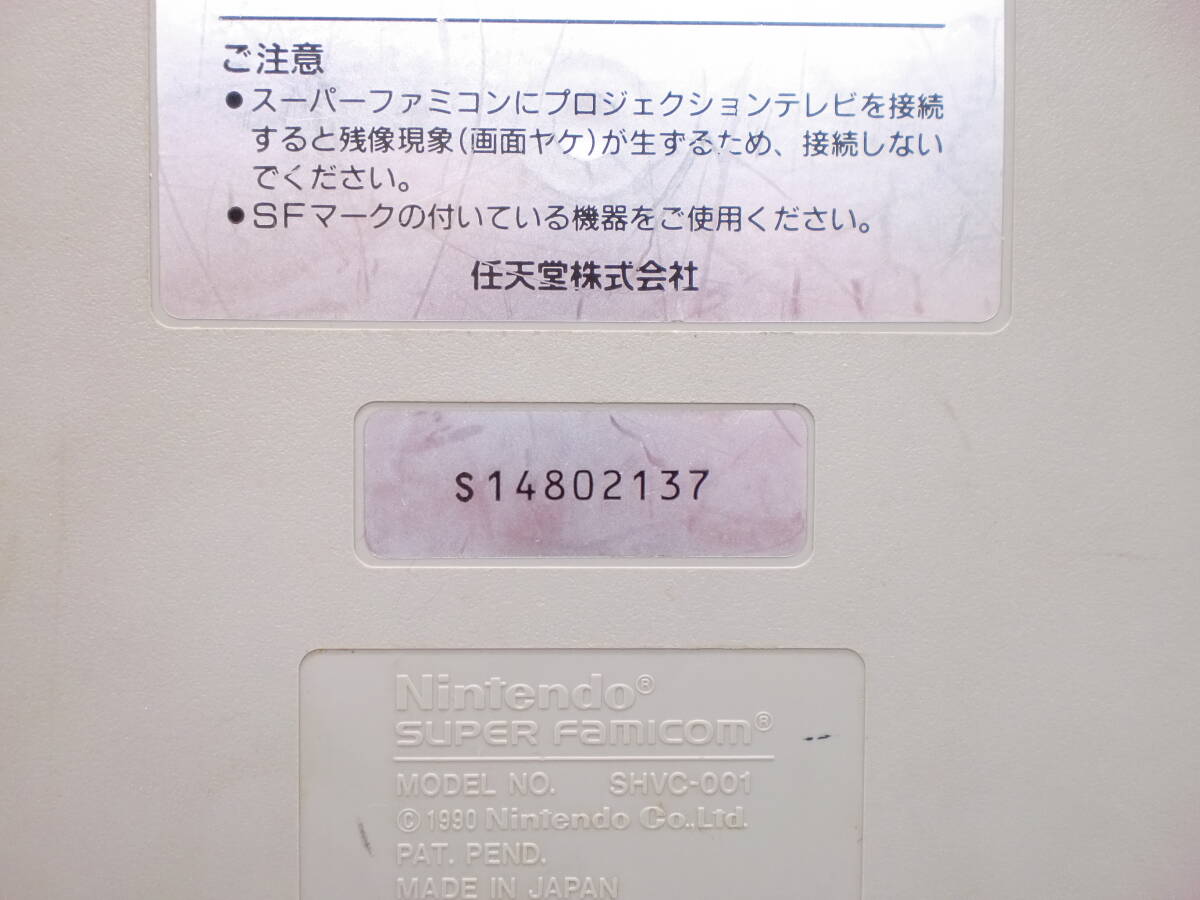 ご注意
●スーパーファミコンにプロジェクションテレビを接続
すると残像現象(画面ヤケ)が生ずるため、接続しない
でください。
●SFマークの付いている機器をご使用ください。
任天堂株式会社
S14802137
Nintendo®
SUPER FAMICOM®
MODEL NO. SHVC-001
©1990 Nintendo Co.,Ltd.
PAT. PEND.
MADE IN JAPAN